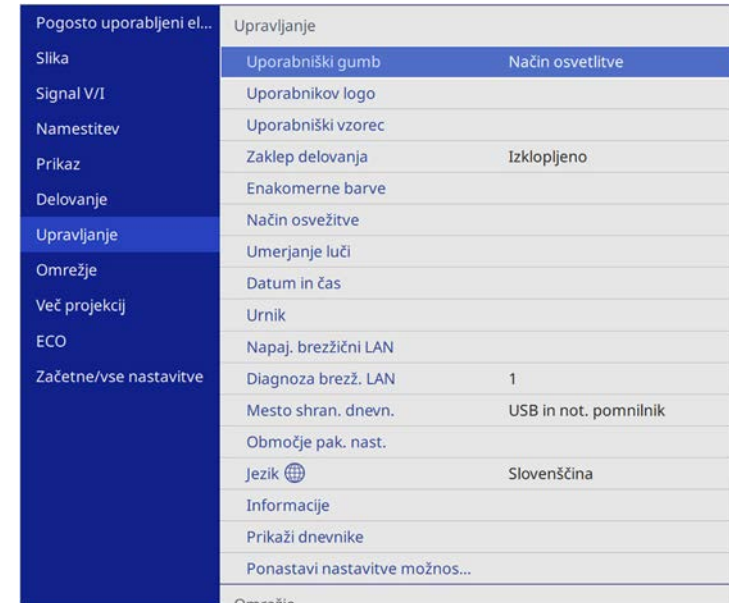 Pogosto uporabljeni el...
Slika
Signal V/I
Namestitev
Prikaz
Delovanje
Upravljanje
Omrežje
Več projekcij
ECO
Začetne/vse nastavitve
Upravljanje
Uporabniški gumb Način osvetlitve
Uporabnikov logo
Uporabniški vzorec
Zaklep delovanja Izklopljeno
Enakomerne barve
Način osvežitve
Umerjanje luči
Datum in čas
Urnik
Napaj. brezžični LAN
Diagnoza brezž. LAN 1
Mesto shran. dnevn. USB in not. pomnilnik
Območje pak. nast.
Jezik Slovenščina
Informacije
Prikaži dnevnike
Ponastavi nastavitve možnos...